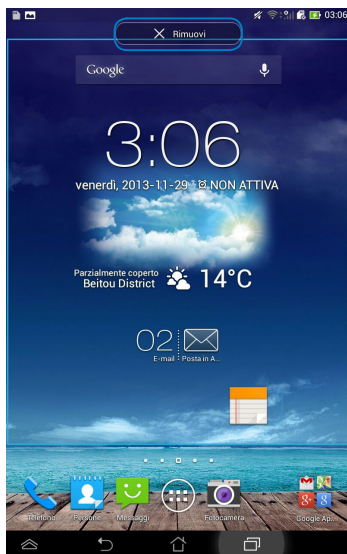 03:06
Rimuovi
Google
3:06
venerdì, 2013-11-29 NON ATTIVA
Parzialmente coperto
Beitou District
14°C
02
E-mail Posta in A...
Telefono Persone Messaggi Fotocamera Google Ap...